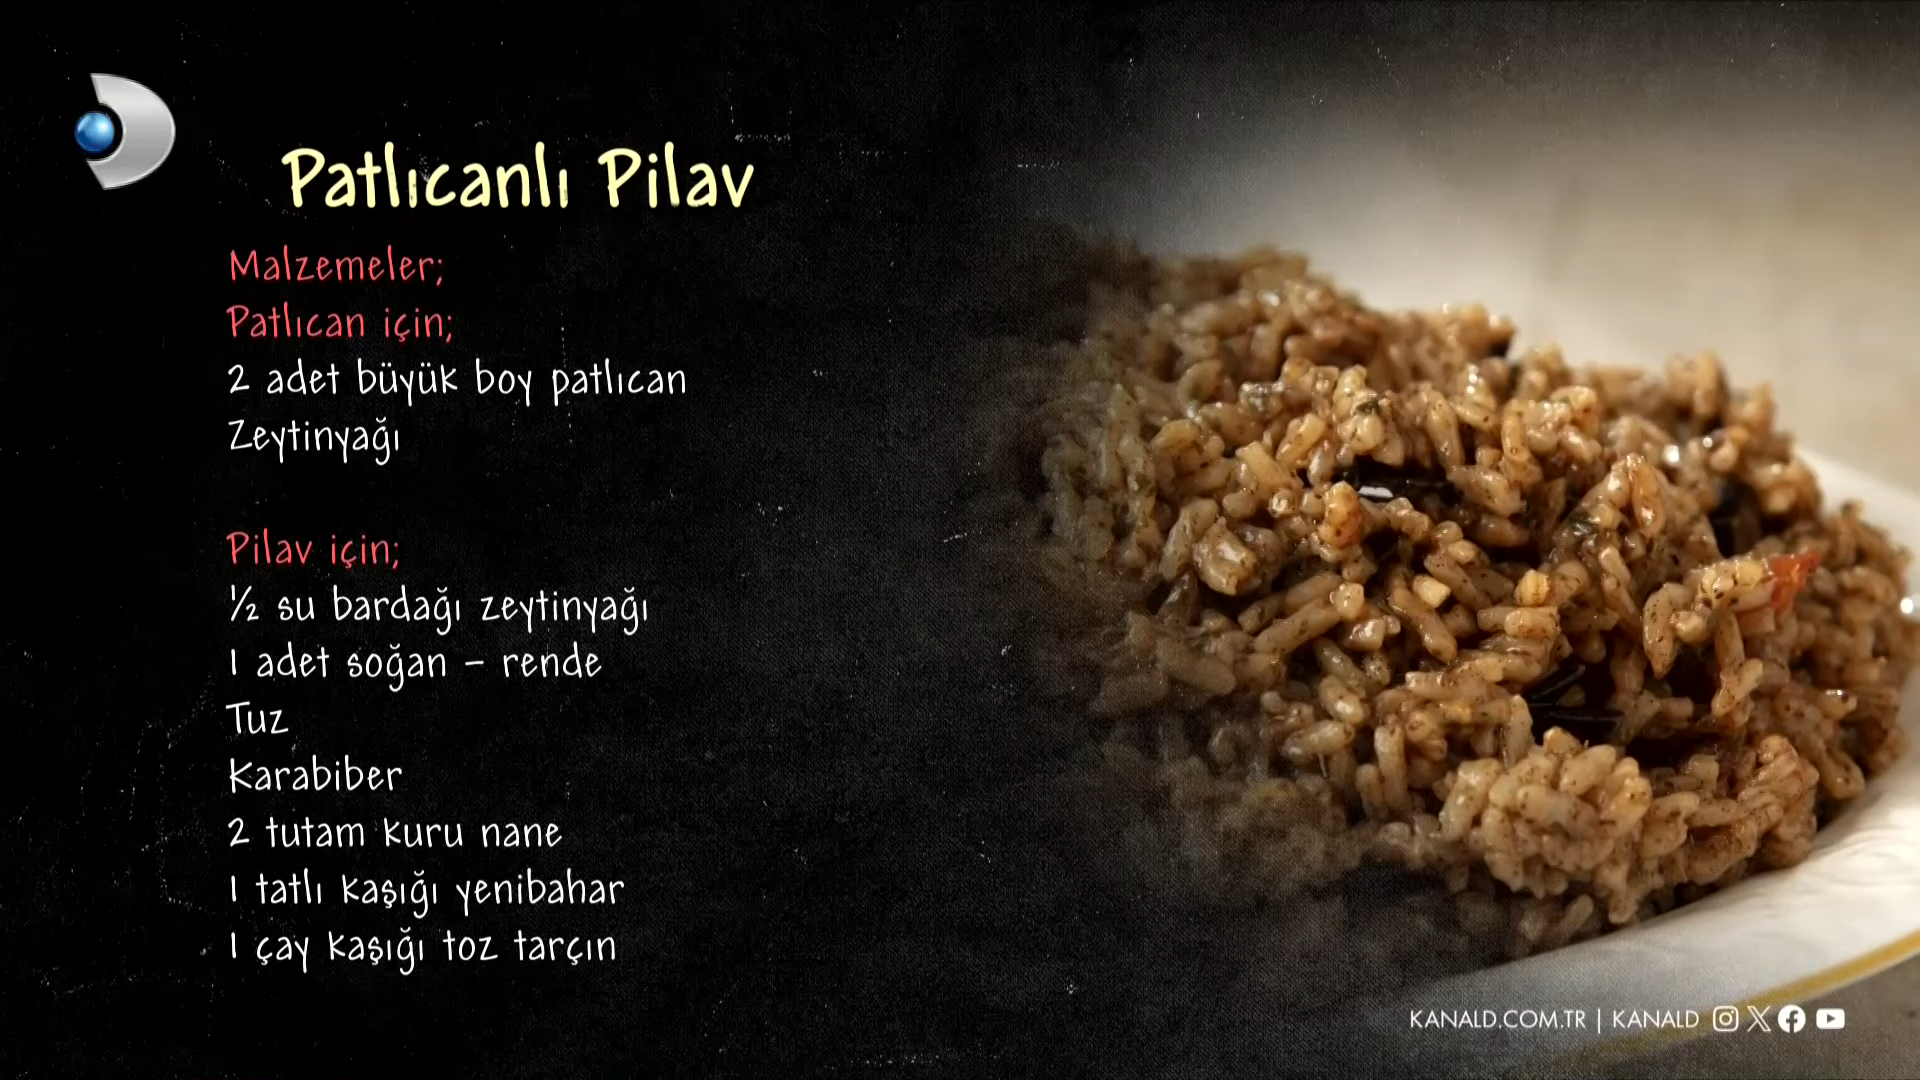 Patlıcanlı Pilav
Malzemeler;
Patlıcan için;
2 adet büyük boy patlıcan
Zeytinyağı
Pilav için;
½ su bardağı zeytinyağı
1 adet soğan – rende
Tuz
Karabiber
2 tutam kuru nane
1 tatlı kaşığı yenibahar
1 çay kaşığı toz tarçın
KANALD.COM.TR | KANALD